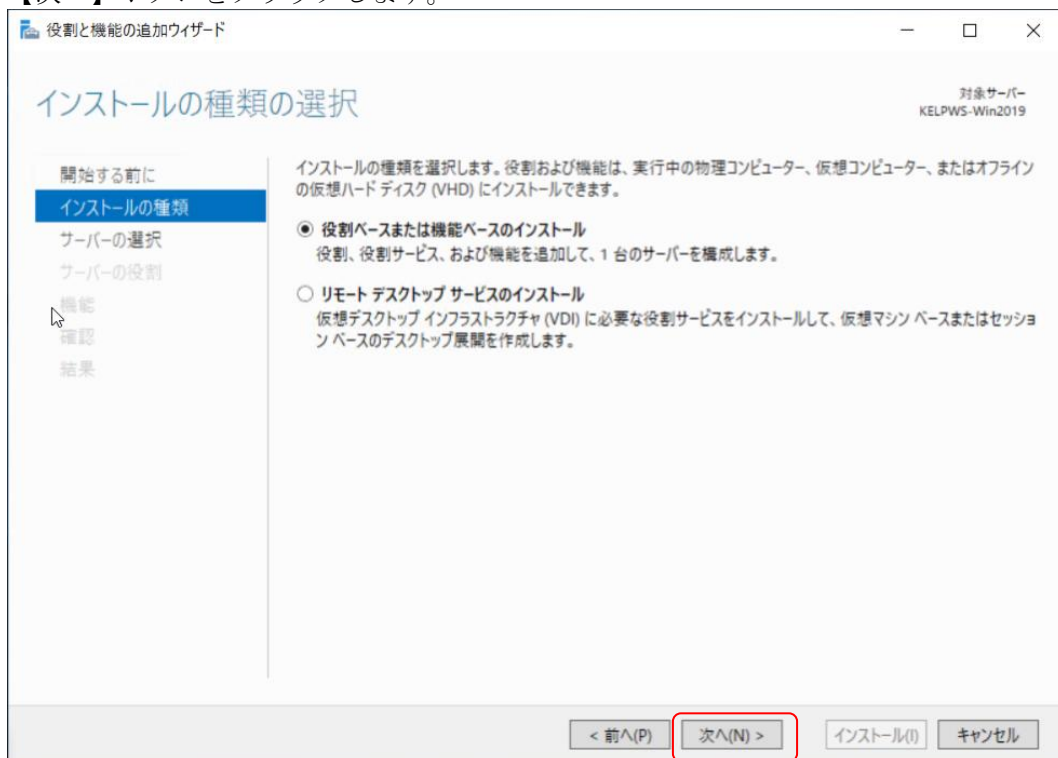 【次へ】ボタンをクリックします。
役割と機能の追加ウィザード
インストールの種類の選択
対象サーバー
KELPWS-Win2019
開始する前に
インストールの種類
サーバーの選択
サーバーの役割
機能
確認
結果
インストールの種類を選択します。役割および機能は、実行中の物理コンピューター、仮想コンピューター、またはオフライン
の仮想ハード ディスク (VHD) にインストールできます。
役割ベースまたは機能ベースのインストール
役割、役割サービス、および機能を追加して、1 台のサーバーを構成します。
リモート デスクトップ サービスのインストール
仮想デスクトップ インフラストラクチャ (VDI) に必要な役割サービスをインストールして、仮想マシン ベースまたはセッショ
ン ベースのデスクトップ展開を作成します。
< 前へ(P)
次へ(N) >
インストール(I)
キャンセル